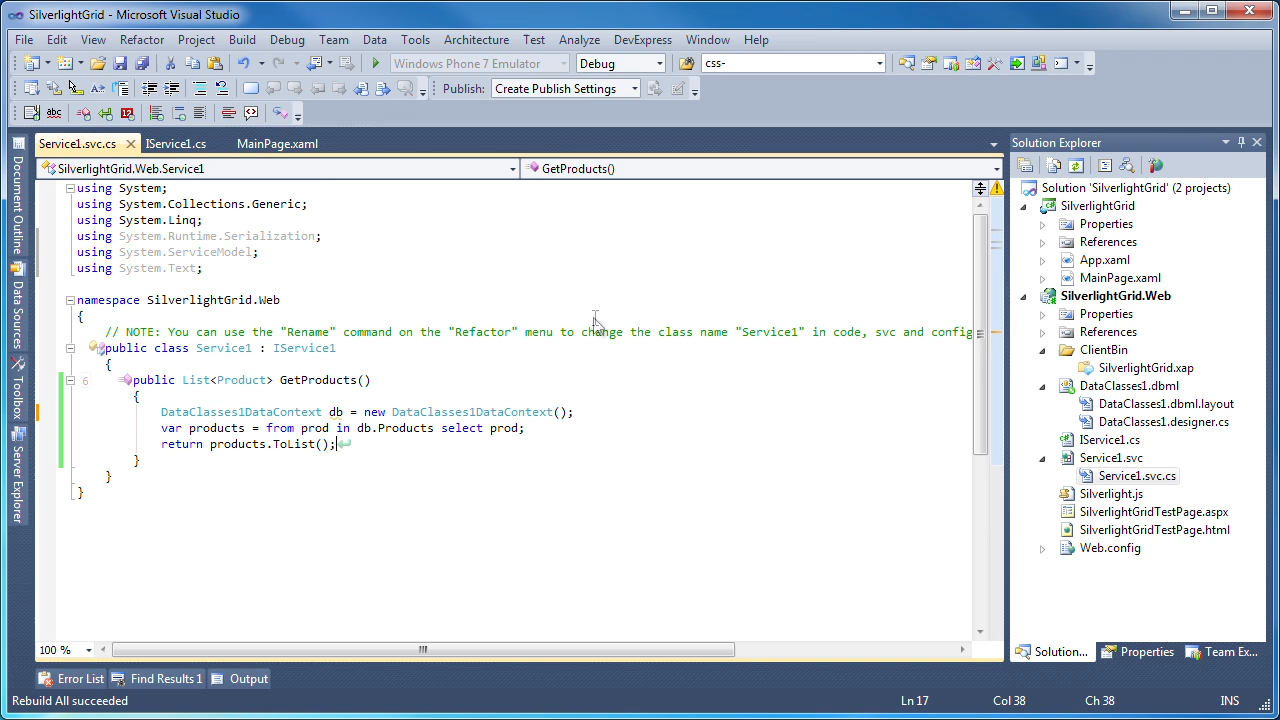 SilverlightGrid - Microsoft Visual Studio
File Edit View Refactor Project Build Debug Team Data Tools Architecture Test Analyze DevExpress Window Help
Windows Phone 7 Emulator Debug css-
Publish: Create Publish Settings
Service1.svc.cs IService1.cs MainPage.xaml
SilverlightGrid.Web.Service1 GetProducts()
using System;
using System.Collections.Generic;
using System.Linq;
using System.Runtime.Serialization;
using System.ServiceModel;
using System.Text;
namespace SilverlightGrid.Web
{
// NOTE: You can use the "Rename" command on the "Refactor" menu to change the class name "Service1" in code, svc and config
public class Service1 : IService1
{
6 public List<Product> GetProducts()
{
DataClasses1DataContext db = new DataClasses1DataContext();
var products = from prod in db.Products select prod;
return products.ToList();
}
}
}
100 %
Document Outline
Data Sources
Toolbox
Server Explorer
Solution Explorer
Solution 'SilverlightGrid' (2 projects)
SilverlightGrid
Properties
References
App.xaml
MainPage.xaml
SilverlightGrid.Web
Properties
References
ClientBin
SilverlightGrid.xap
DataClasses1.dbml
DataClasses1.dbml.layout
DataClasses1.designer.cs
IService1.cs
Service1.svc
Service1.svc.cs
Silverlight.js
SilverlightGridTestPage.aspx
SilverlightGridTestPage.html
Web.config
Solution... Properties Team Ex...
Error List Find Results 1 Output
Rebuild All succeeded Ln 17 Col 38 Ch 38 INS